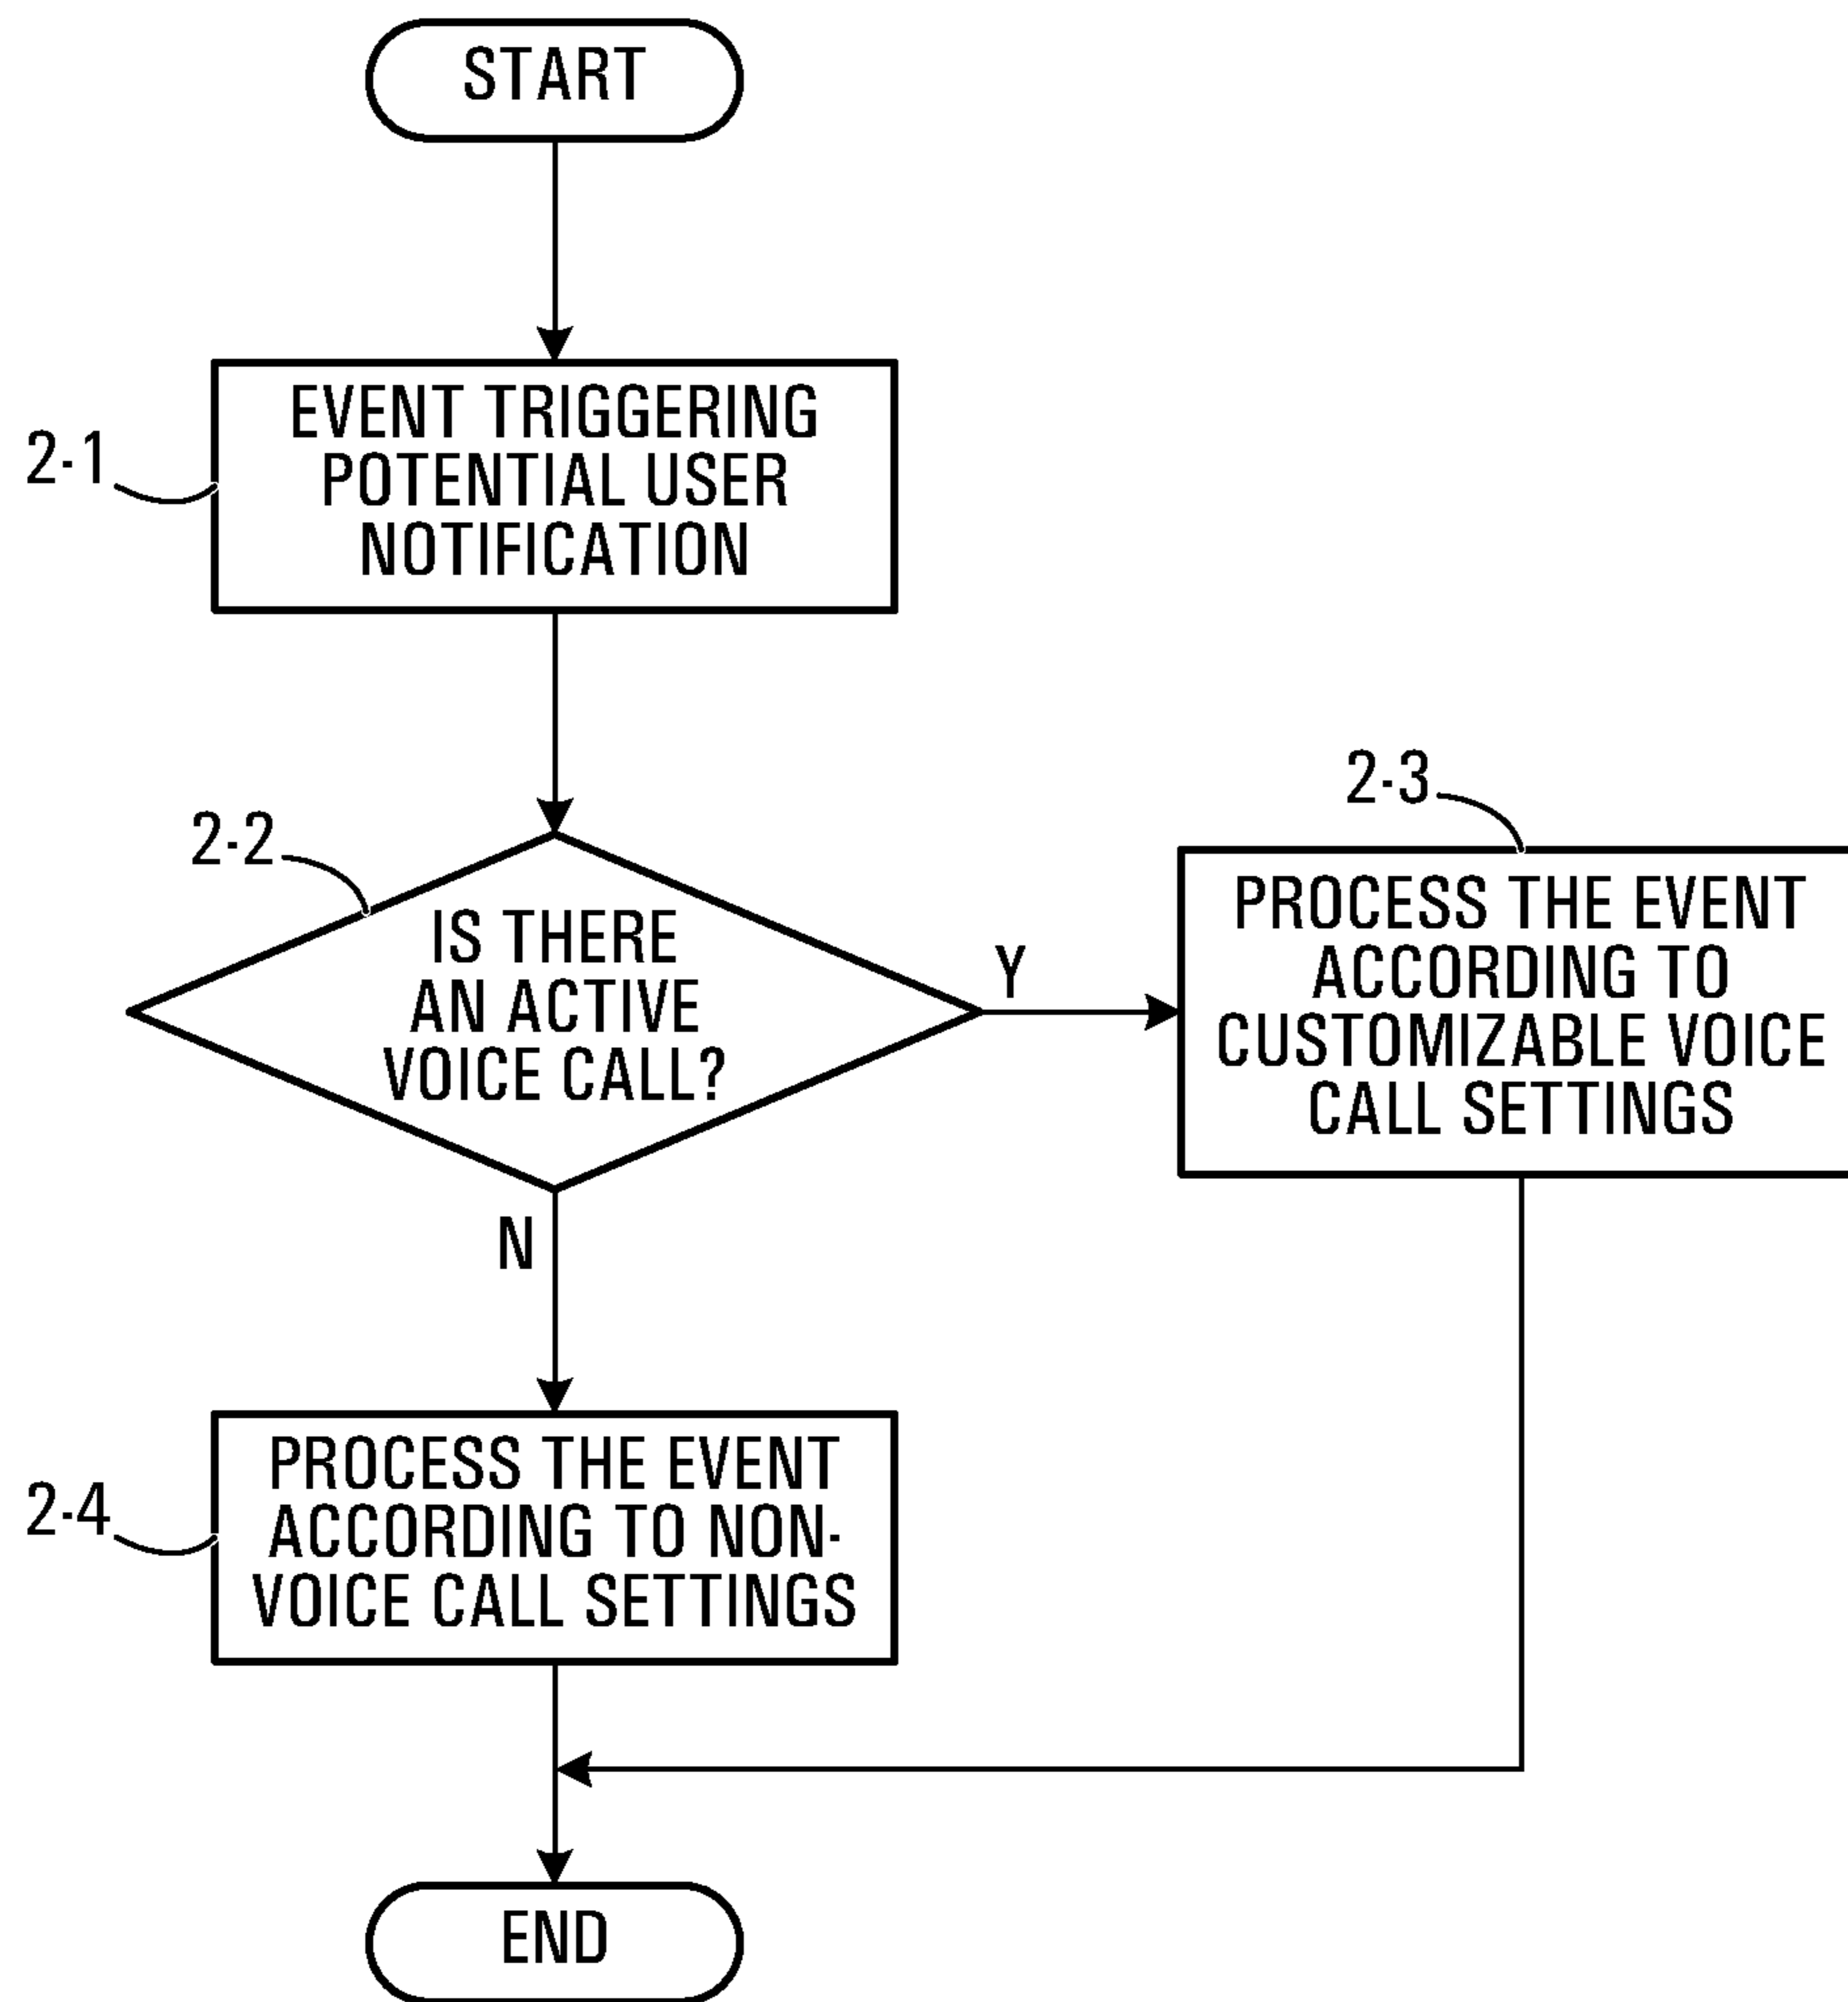 START
2-1
EVENT TRIGGERING
POTENTIAL USER
NOTIFICATION
2-2
IS THERE
AN ACTIVE
VOICE CALL?
Y
N
2-3
PROCESS THE EVENT
ACCORDING TO
CUSTOMIZABLE VOICE
CALL SETTINGS
2-4
PROCESS THE EVENT
ACCORDING TO NON-
VOICE CALL SETTINGS
END